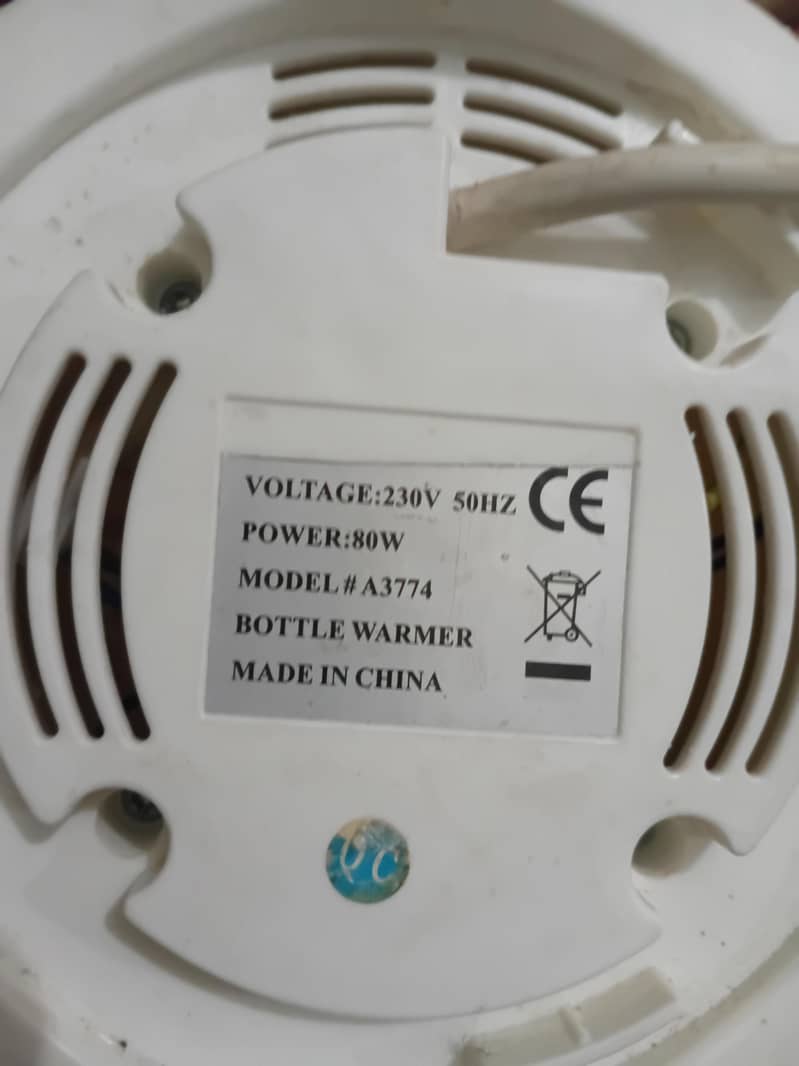 VOLTAGE:230V 50HZ CE
POWER:80W
MODEL#A3774
BOTTLE WARMER
MADE IN CHINA
QC